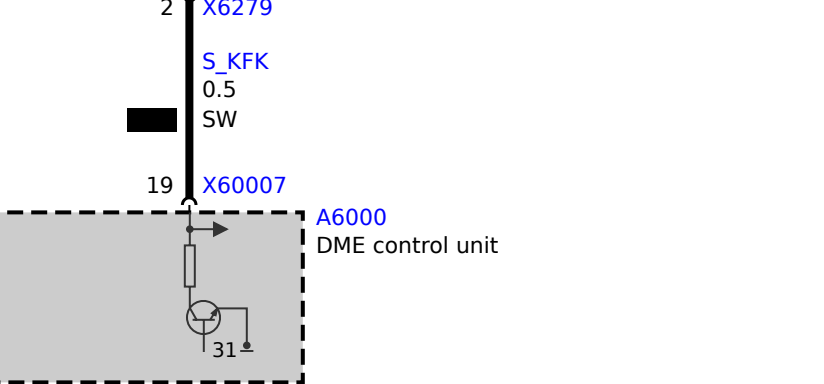 2 X6279
S_KFK
0.5
SW
19 X60007
A6000
DME control unit
31